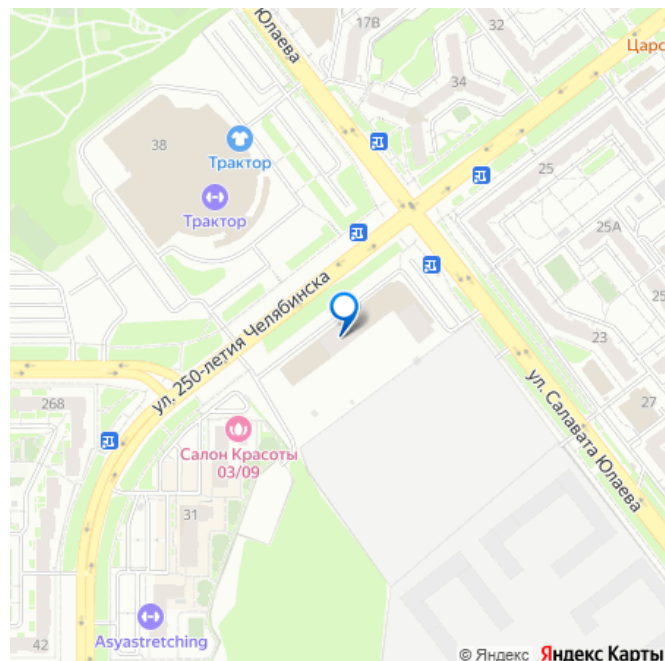 Юлаева
17В
32
Царс
34
38
Трактор
Трактор
25
25А
25
ул. 250-летия Челябинска
23
27
268
ул. Салавата Юлаева
Салон Красоты
03/09
31
Asyastretching
42
© Яндекс Яндекс Карты